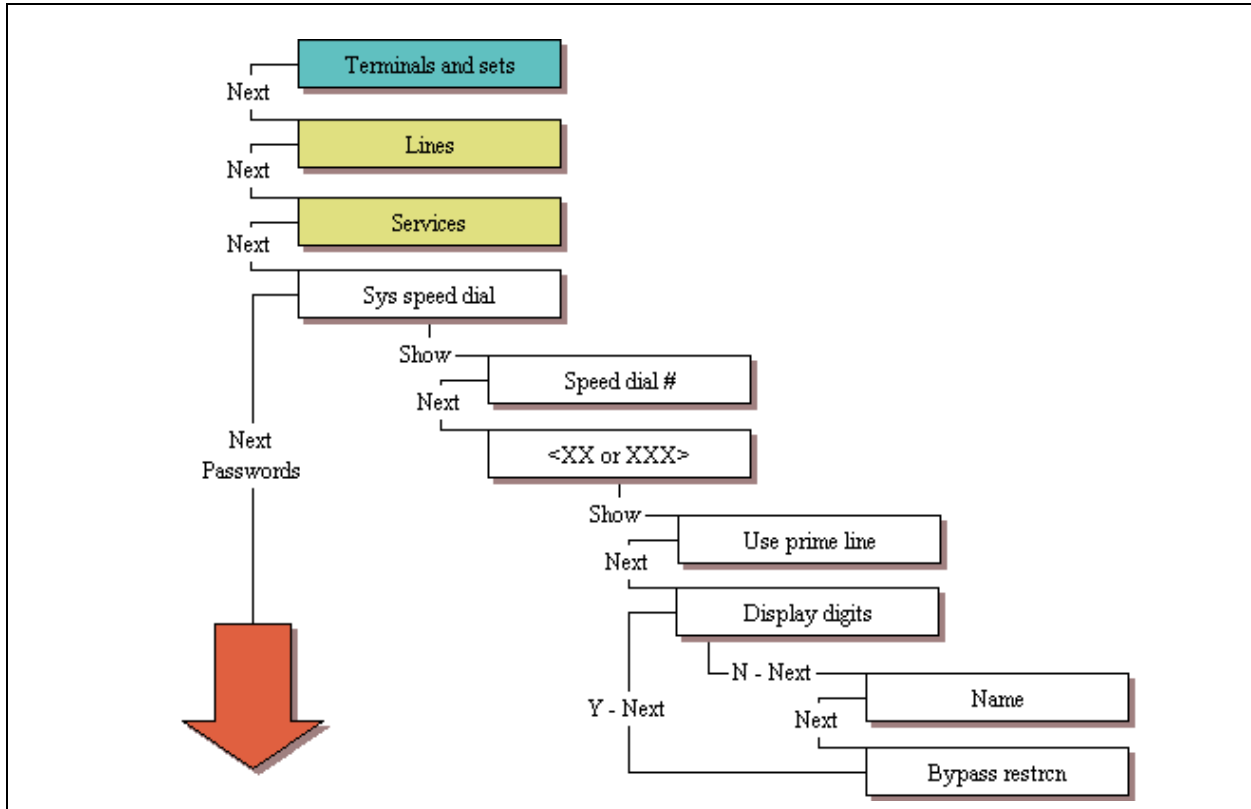 Terminals and sets
Next
Lines
Next
Services
Next
Sys speed dial
Show
Speed dial #
Next
<XX or XXX>
Next
Passwords
Show
Use prime line
Next
Display digits
N - Next
Name
Y - Next
Next
Bypass restrcn